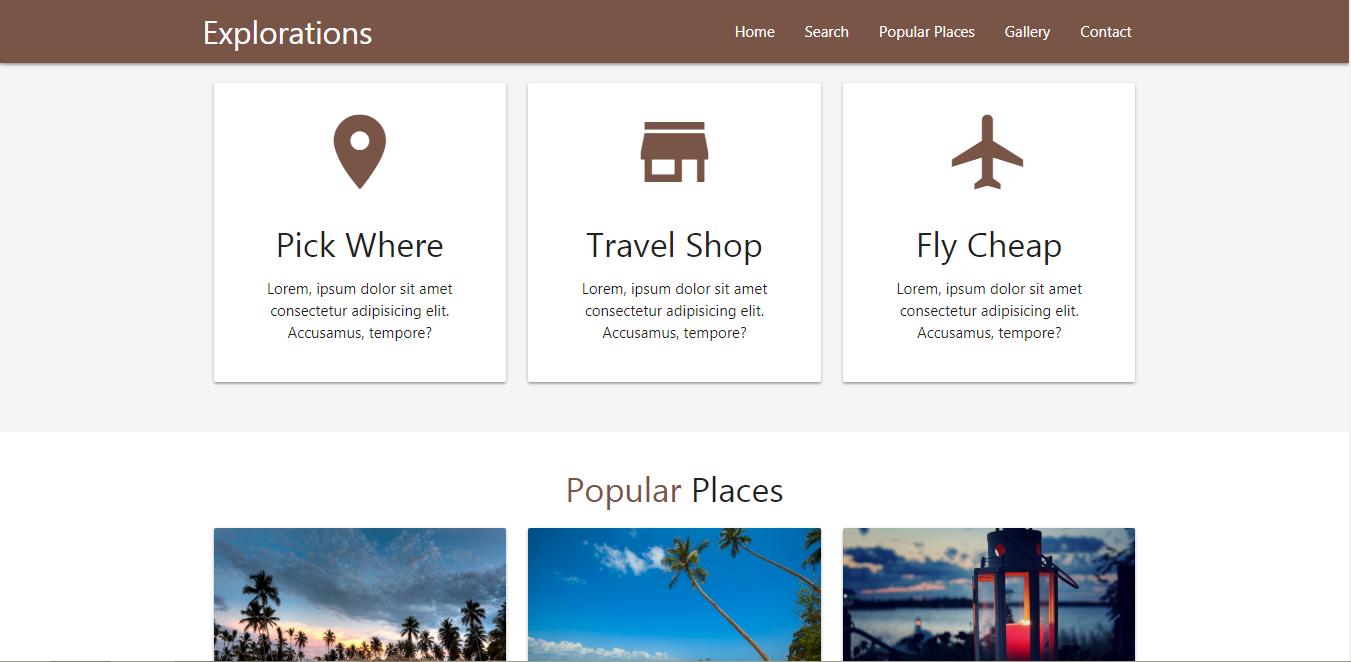 Explorations
Home
Search
Popular Places
Gallery
Contact
Pick Where
Lorem, ipsum dolor sit amet
consectetur adipisicing elit.
Accusamus, tempore?
Travel Shop
Lorem, ipsum dolor sit amet
consectetur adipisicing elit.
Accusamus, tempore?
Fly Cheap
Lorem, ipsum dolor sit amet
consectetur adipisicing elit.
Accusamus, tempore?
Popular Places